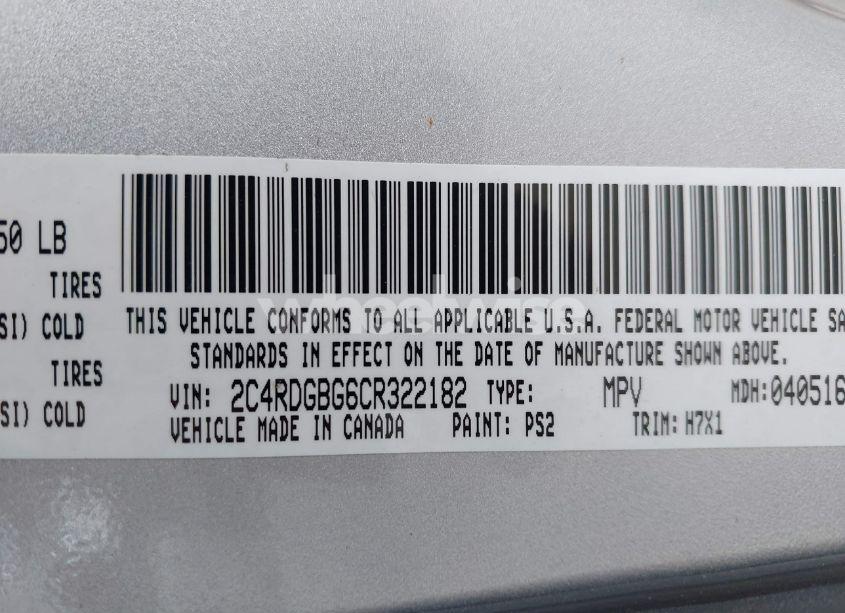 50 LB
TIRES
SI) COLD
TIRES
SI) COLD
THIS VEHICLE CONFORMS TO ALL APPLICABLE U.S.A. FEDERAL MOTOR VEHICLE SA
STANDARDS IN EFFECT ON THE DATE OF MANUFACTURE SHOWN ABOVE.
VIN: 2C4RDGBG6CR322182 TYPE: MPV MDH: 040516
VEHICLE MADE IN CANADA PAINT: PS2 TRIM: H7X1
wheelwise